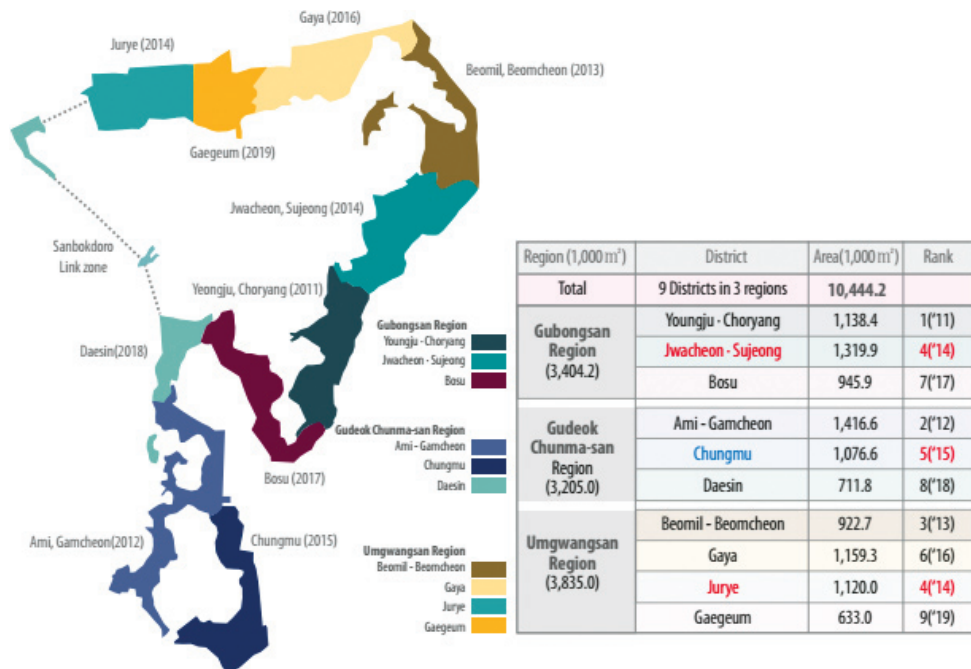 Gaya (2016)
Jurye (2014)
Beomil, Beomcheon (2013)
Gaegeum (2019)
Jwacheon, Sujeong (2014)
Sanbokdoro
Link zone
Yeongju, Choryang (2011)
Daesin(2018)
Bosu (2017)
Ami, Gamcheon(2012)
Chungmu (2015)
Gubongsan Region
Youngju - Choryang
Jwacheon - Sujeong
Bosu
Gudeok Chunma-san Region
Ami - Gamcheon
Chungmu
Daesin
Umgwangsan Region
Beomil - Beomcheon
Gaya
Jurye
Gaegeum
Region (1,000 m²) District Area(1,000 m²) Rank
Total 9 Districts in 3 regions 10,444.2
Gubongsan
Region
(3,404.2)
Youngju - Choryang 1,138.4 1('11)
Jwacheon - Sujeong 1,319.9 4('14)
Bosu 945.9 7('17)
Gudeok
Chunma-san
Region
(3,205.0)
Ami - Gamcheon 1,416.6 2('12)
Chungmu 1,076.6 5('15)
Daesin 711.8 8('18)
Umgwangsan
Region
(3,835.0)
Beomil - Beomcheon 922.7 3('13)
Gaya 1,159.3 6('16)
Jurye 1,120.0 4('14)
Gaegeum 633.0 9('19)